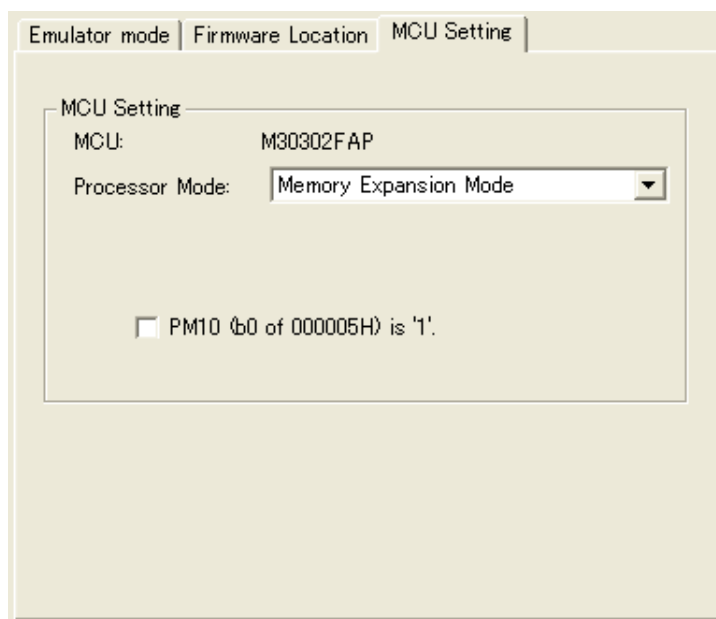 Emulator mode Firmware Location MCU Setting
MCU Setting
MCU: M30302FAP
Processor Mode: Memory Expansion Mode
PM10 (b0 of 000005H) is '1'.